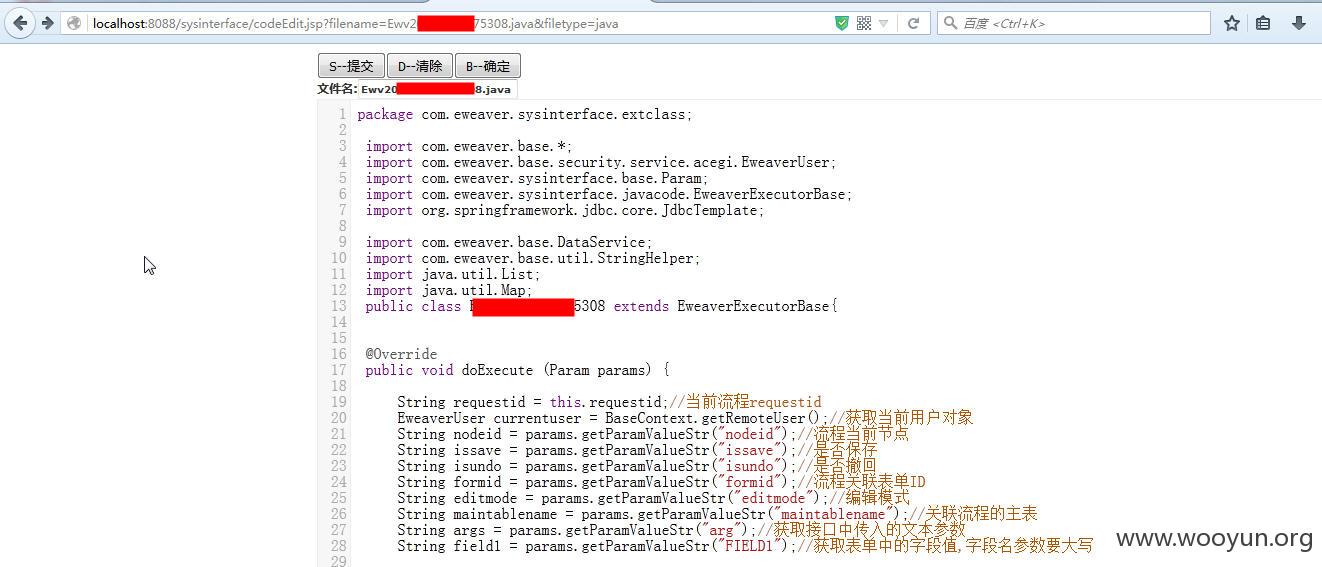 localhost:8088/sysinterface/codeEdit.jsp?filename=Ewv2 75308.java&filetype=java
百度 <Ctrl+K>
S--提交 D--清除 B--确定
文件名: Ewv20 8.java
1 package com.eweaver.sysinterface.extclass;
2
3 import com.eweaver.base.*;
4 import com.eweaver.base.security.service.acegi.EweaverUser;
5 import com.eweaver.sysinterface.base.Param;
6 import com.eweaver.sysinterface.javacode.EweaverExecutorBase;
7 import org.springframework.jdbc.core.JdbcTemplate;
8
9 import com.eweaver.base.DataService;
10 import com.eweaver.base.util.StringHelper;
11 import java.util.List;
12 import java.util.Map;
13 public class 5308 extends EweaverExecutorBase{
14
15
16 @Override
17 public void doExecute (Param params) {
18
19 String requestid = this.requestid;//当前流程requestid
20 EweaverUser currentuser = BaseContext.getRemoteUser();//获取当前用户对象
21 String nodeid = params.getParamValueStr("nodeid");//流程当前节点
22 String issave = params.getParamValueStr("issave");//是否保存
23 String isundo = params.getParamValueStr("isundo");//是否撤回
24 String formid = params.getParamValueStr("formid");//流程关联表单ID
25 String editmode = params.getParamValueStr("editmode");//编辑模式
26 String maintablename = params.getParamValueStr("maintablename");//关联流程的主表
27 String args = params.getParamValueStr("arg");//获取接口中传入的文本参数
28 String field1 = params.getParamValueStr("FIELD1");//获取表单中的字段值,字段名参数要大写
29
www.wooyun.org